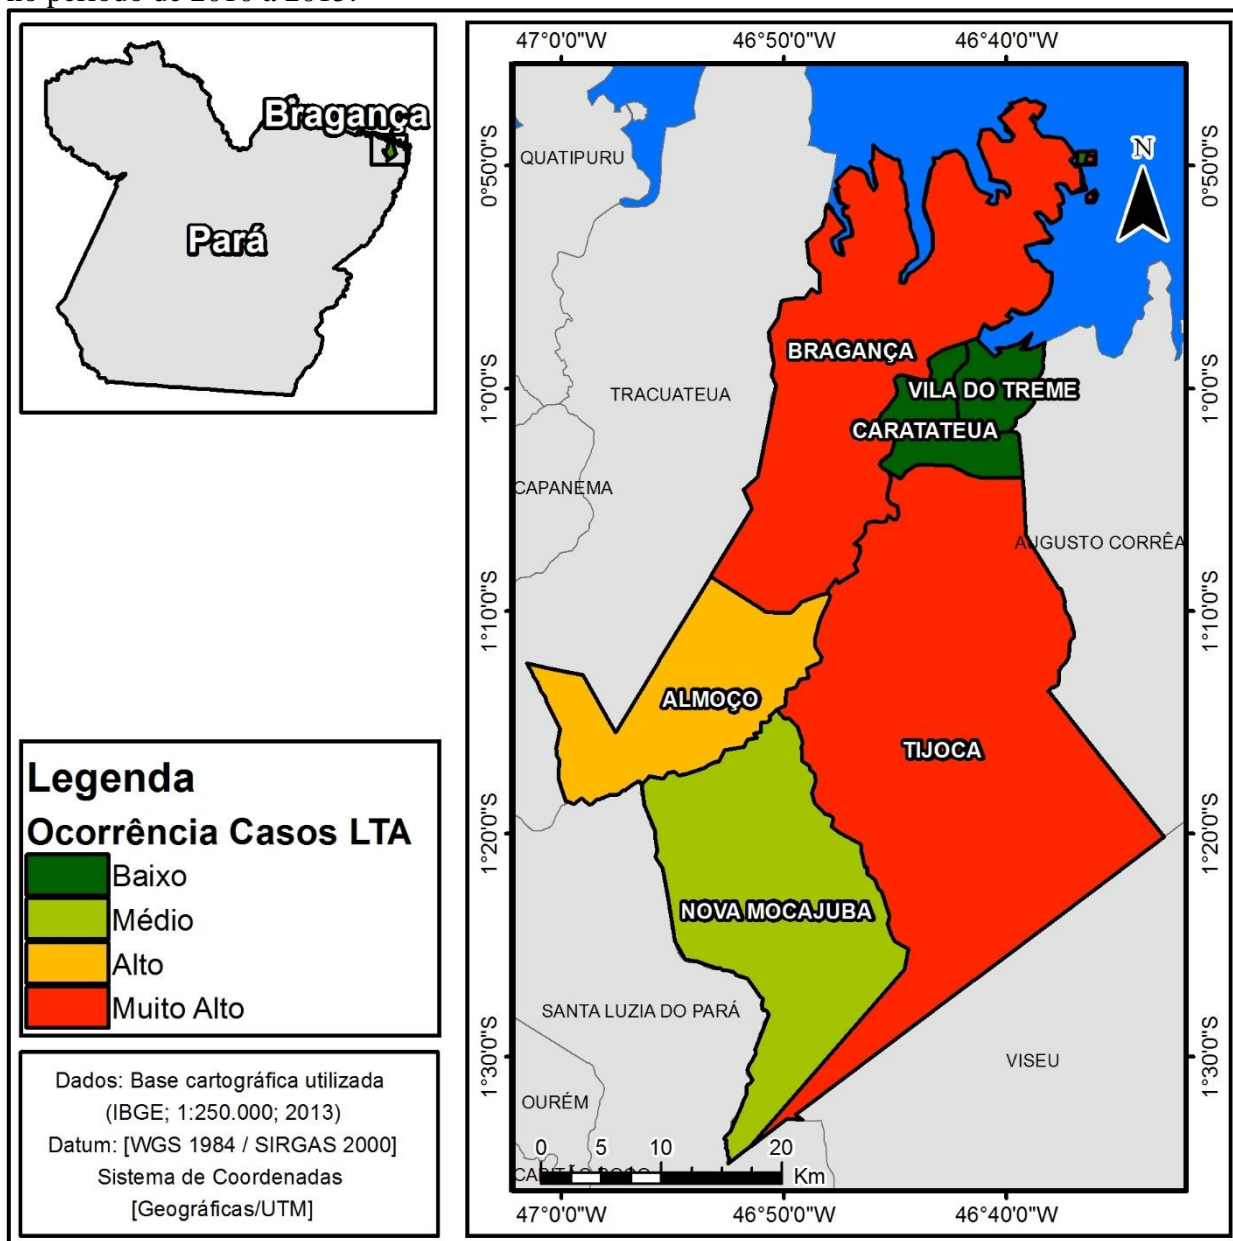 no período de 2010 a 2015.
Bragança
Pará
47°0'0"W 46°50'0"W 46°40'0"W
0°50'0"S
1°0'0"S
1°10'0"S
1°20'0"S
1°30'0"S
QUATIPURU
N
0°50'0"S
BRAGANÇA
TRACUATEUA
VILA DO TREME
1°0'0"S
CARATATEUA
CAPANEMA
AUGUSTO CORRÊA
1°10'0"S
ALMOÇO
TIJOCA
1°20'0"S
NOVA MOCAJUBA
SANTA LUZIA DO PARÁ
VISEU
1°30'0"S
OURÉM
0 5 10 20
Km
47°0'0"W 46°50'0"W 46°40'0"W
Legenda
Ocorrência Casos LTA
Baixo
Médio
Alto
Muito Alto
Dados: Base cartográfica utilizada
(IBGE; 1:250.000; 2013)
Datum: [WGS 1984 / SIRGAS 2000]
Sistema de Coordenadas
[Geográficas/UTM]